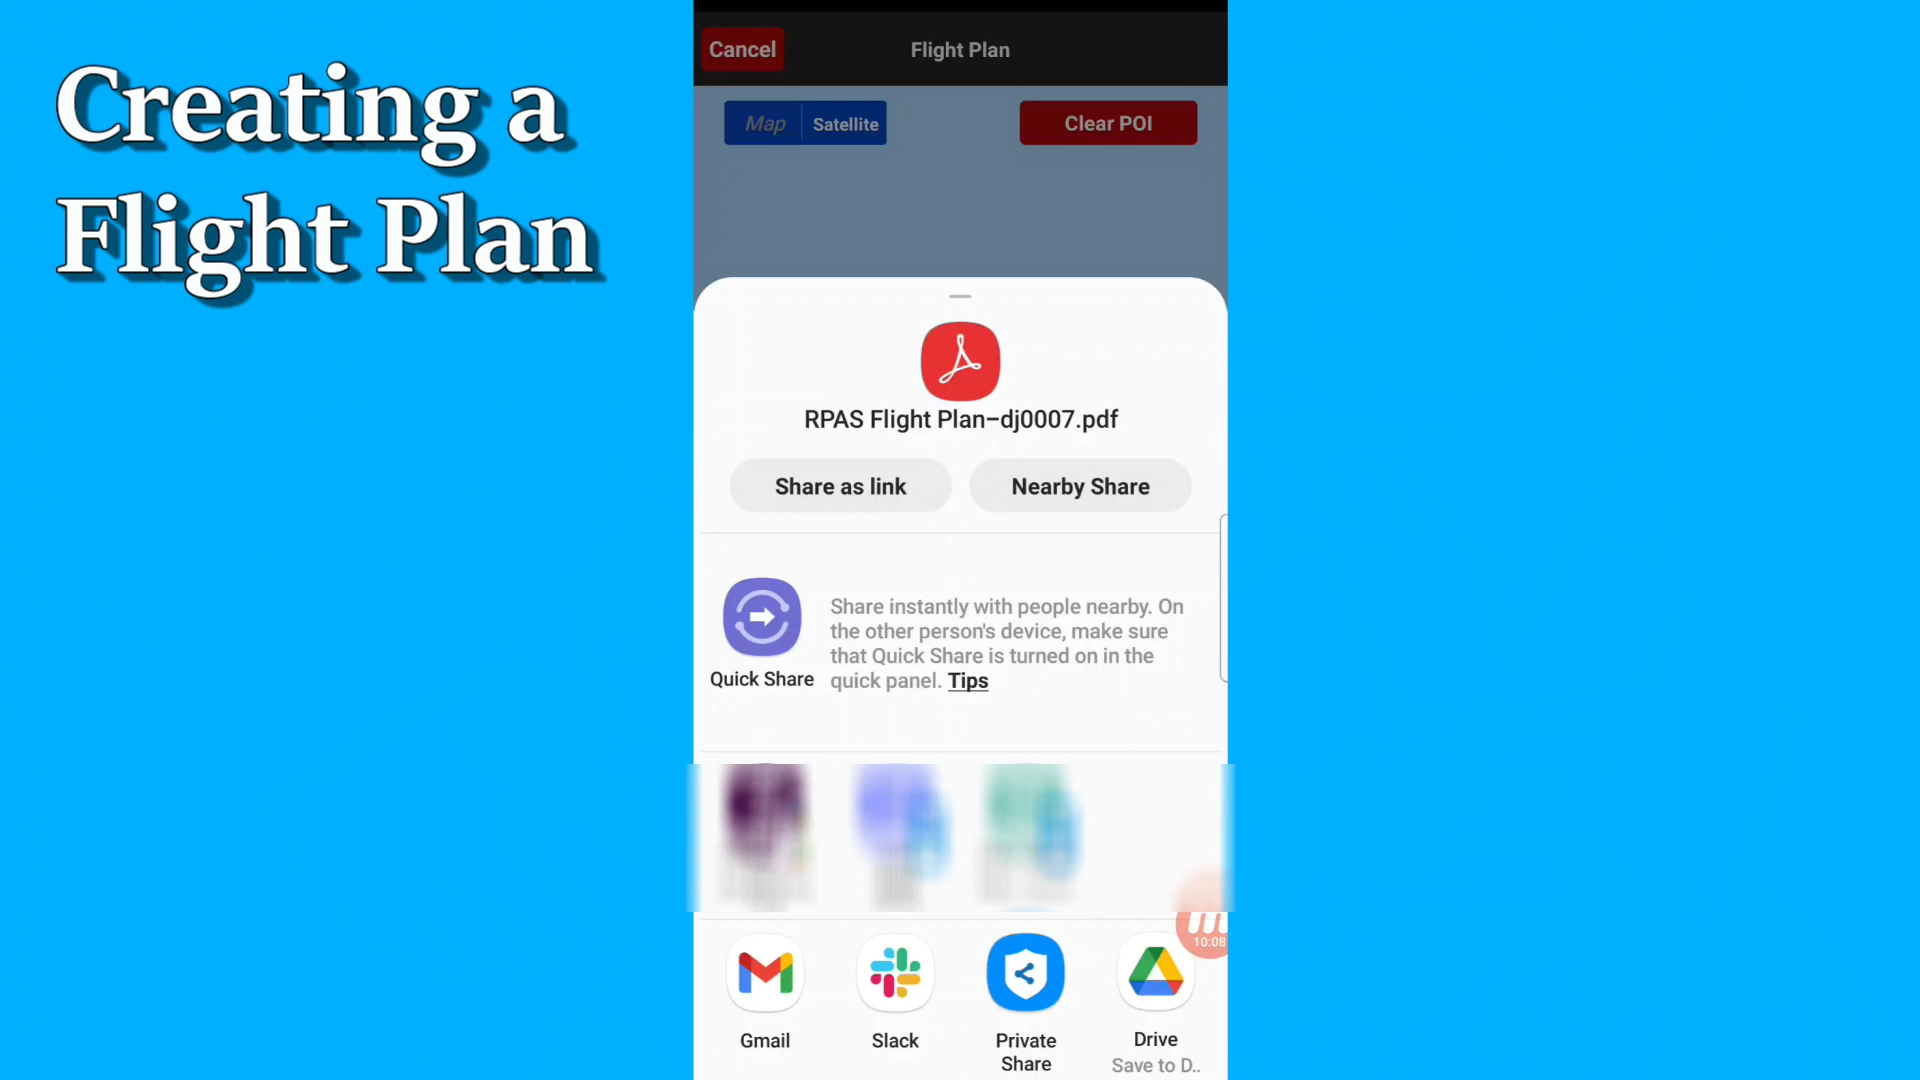 Creating a
Flight Plan
Cancel
Flight Plan
Map
Satellite
Clear POI
RPAS Flight Plan-dj0007.pdf
Share as link
Nearby Share
Quick Share
Share instantly with people nearby. On
the other person's device, make sure
that Quick Share is turned on in the
quick panel. Tips
10:08
Gmail
Slack
Private
Share
Drive
Save to D..